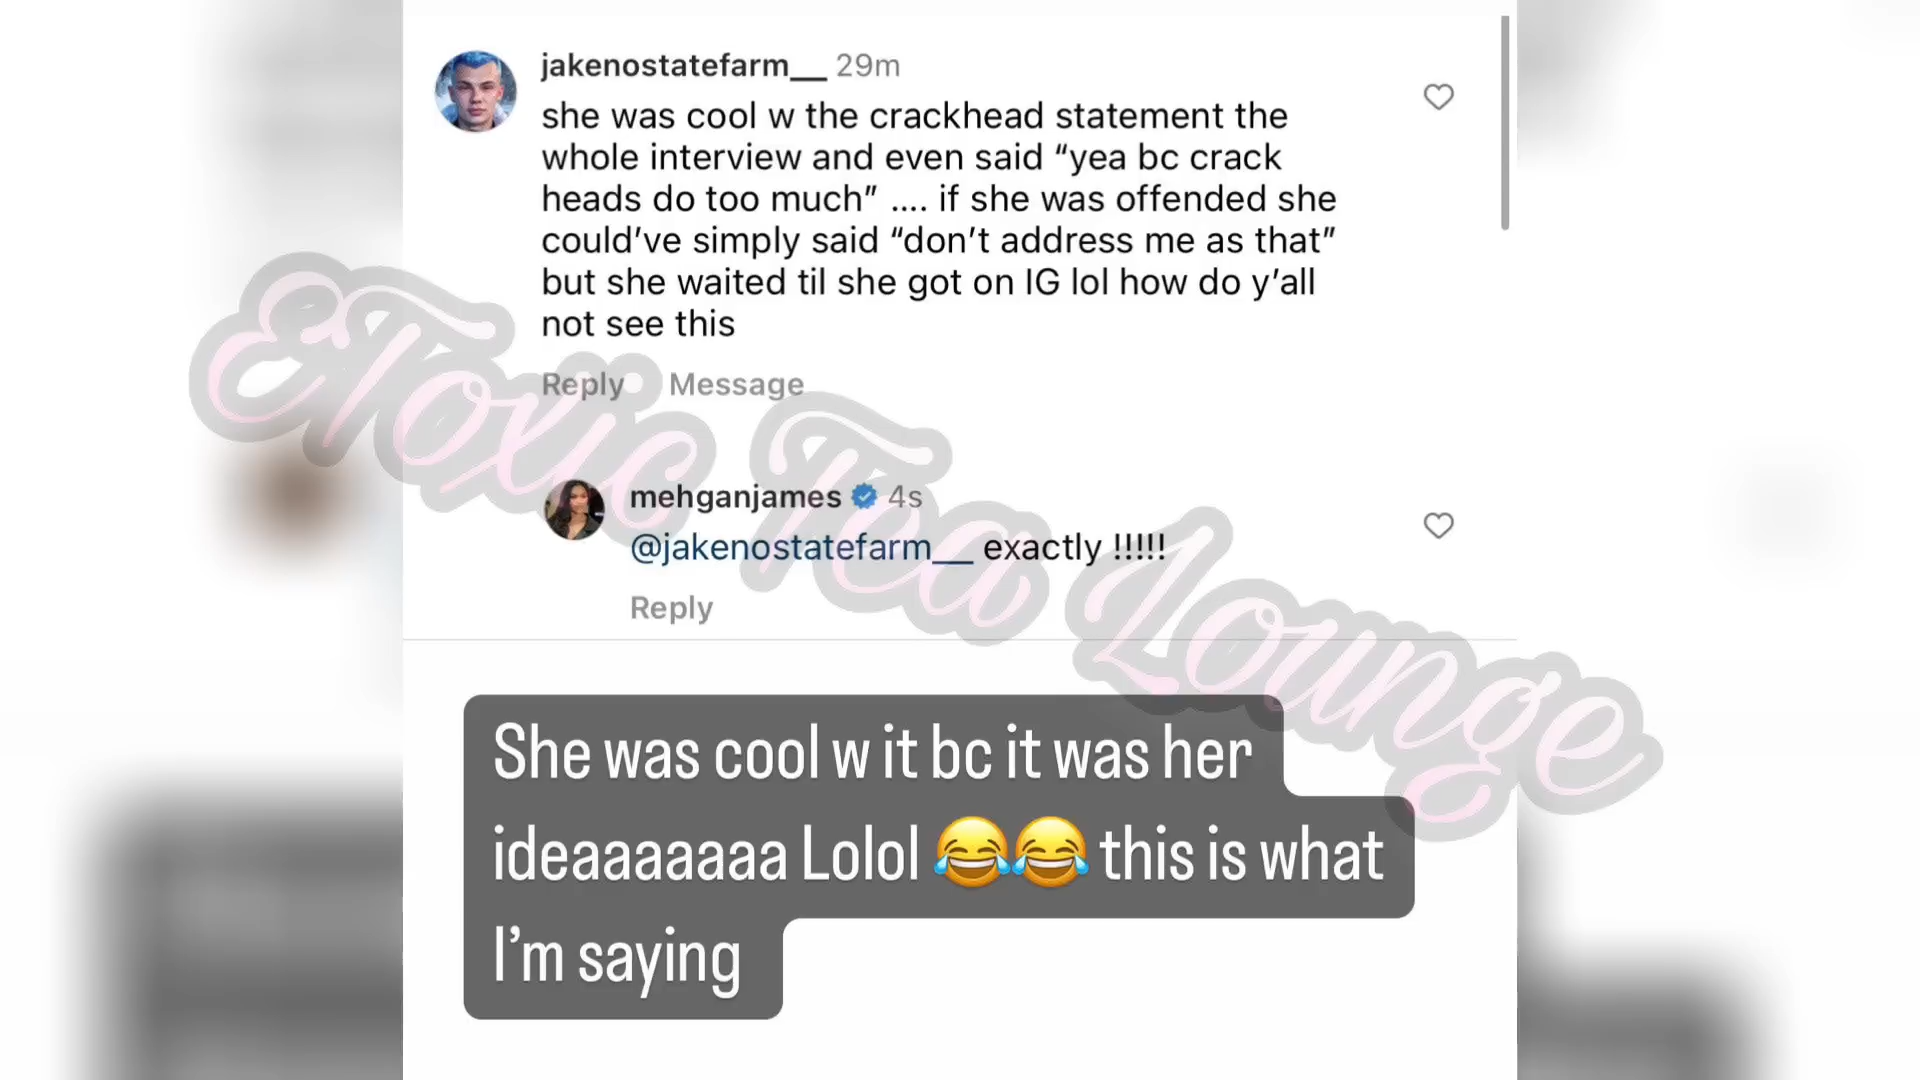 jakenostatefarm__ 29m
she was cool w the crackhead statement the
whole interview and even said “yea bc crack
heads do too much” .... if she was offended she
could’ve simply said “don’t address me as that”
but she waited til she got on IG lol how do y’all
not see this
Reply Message
mehganjames 4s
@jakenostatefarm__ exactly !!!!!
Reply
She was cool w it bc it was her
ideaaaaaaaa Lolol 😂😂 this is what
I’m saying
EToxic Tea Lounge